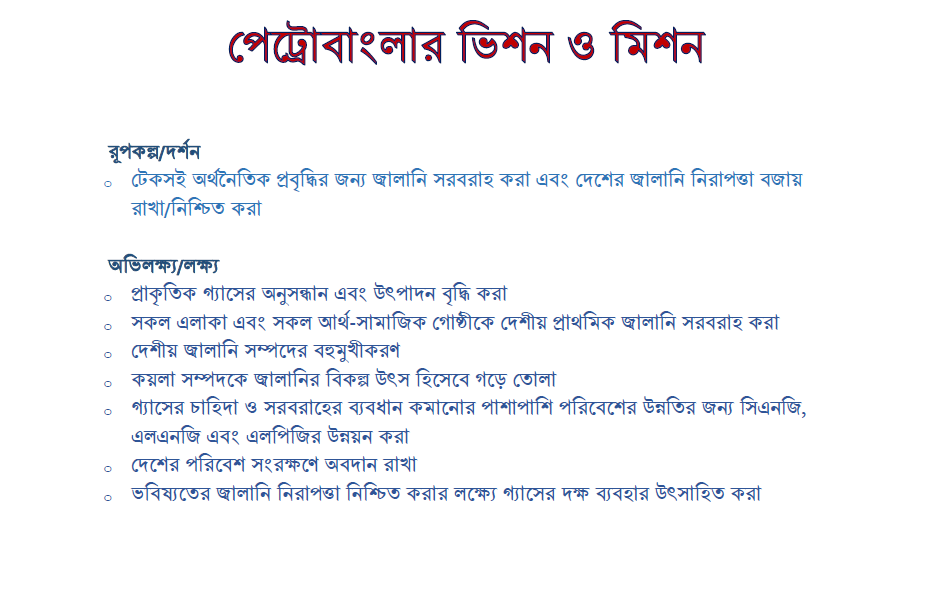 পেট্রোবাংলার ভিশন ও মিশন
রূপকল্প/দর্শন
○ টেকসই অর্থনৈতিক প্রবৃদ্ধির জন্য জ্বালানি সরবরাহ করা এবং দেশের জ্বালানি নিরাপত্তা বজায়
রাখা/নিশ্চিত করা
অভিলক্ষ্য/লক্ষ্য
○ প্রাকৃতিক গ্যাসের অনুসন্ধান এবং উৎপাদন বৃদ্ধি করা
○ সকল এলাকা এবং সকল আর্থ-সামাজিক গোষ্ঠীকে দেশীয় প্রাথমিক জ্বালানি সরবরাহ করা
○ দেশীয় জ্বালানি সম্পদের বহুমুখীকরণ
○ কয়লা সম্পদকে জ্বালানির বিকল্প উৎস হিসেবে গড়ে তোলা
○ গ্যাসের চাহিদা ও সরবরাহের ব্যবধান কমানোর পাশাপাশি পরিবেশের উন্নতির জন্য সিএনজি,
এলএনজি এবং এলপিজির উন্নয়ন করা
○ দেশের পরিবেশ সংরক্ষণে অবদান রাখা
○ ভবিষ্যতের জ্বালানি নিরাপত্তা নিশ্চিত করার লক্ষ্যে গ্যাসের দক্ষ ব্যবহার উৎসাহিত করা